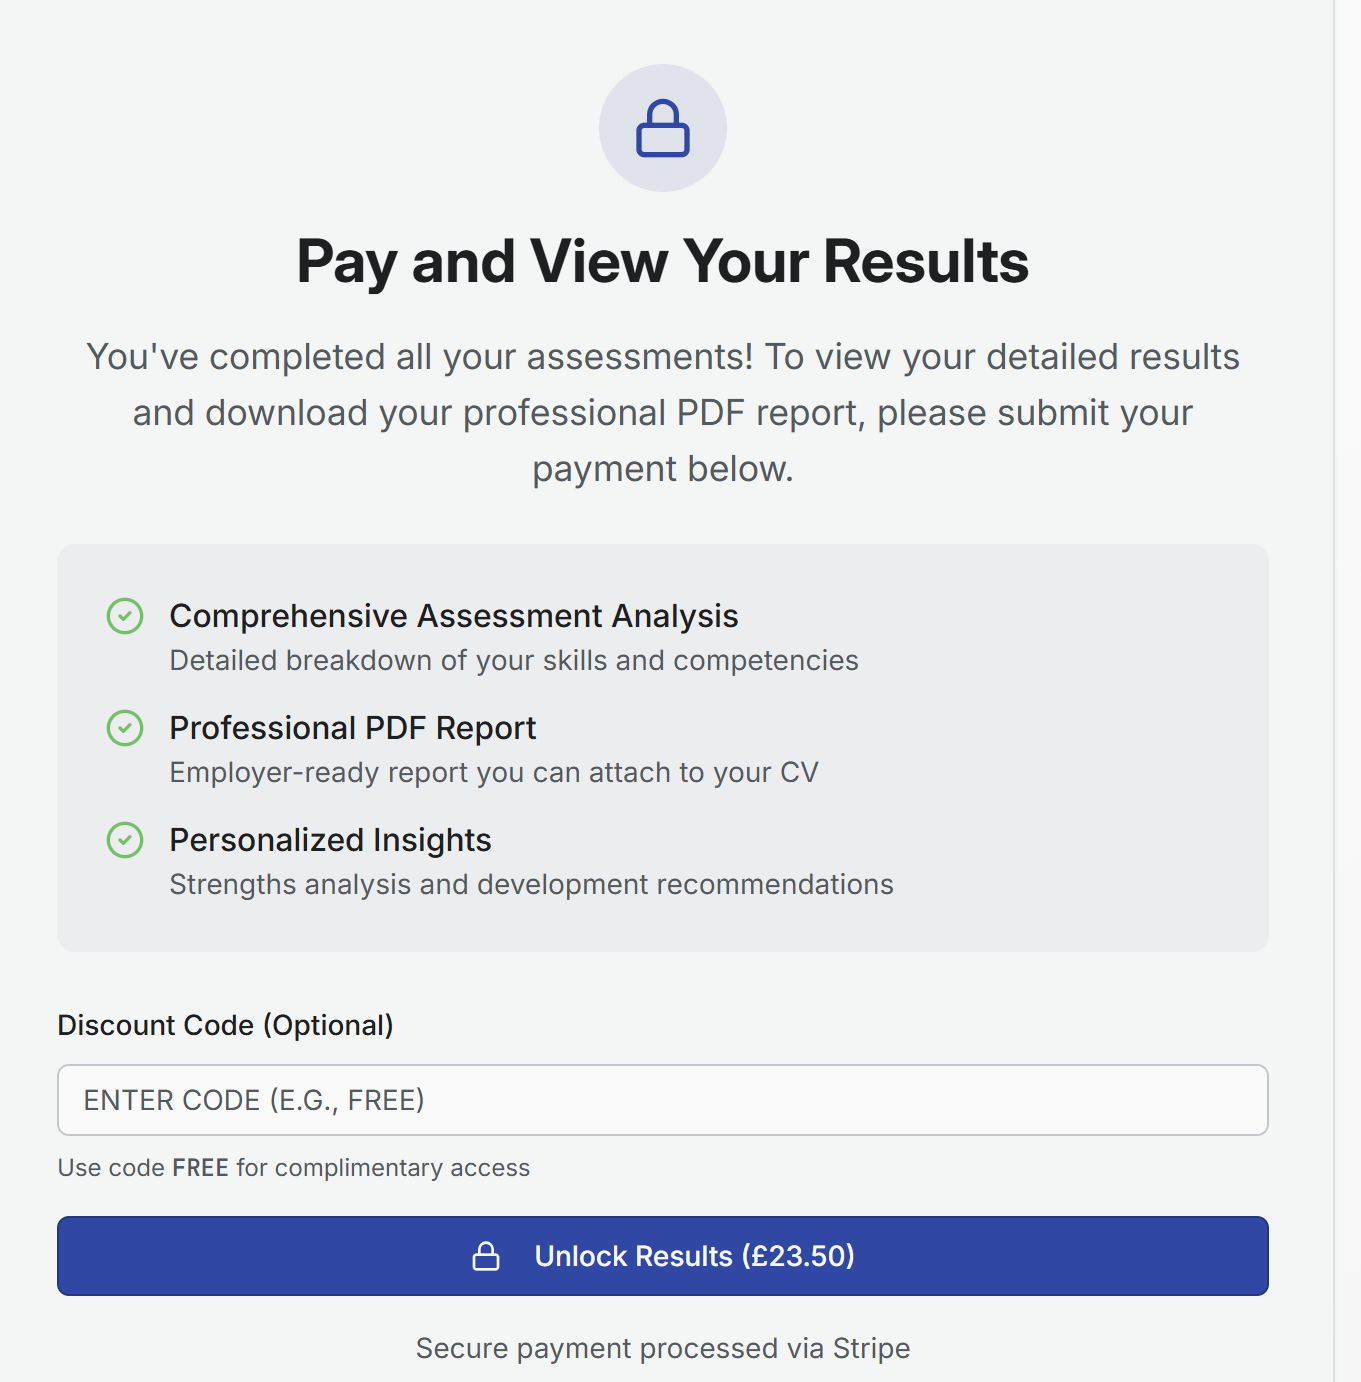 Pay and View Your Results
You've completed all your assessments! To view your detailed results
and download your professional PDF report, please submit your
payment below.
Comprehensive Assessment Analysis
Detailed breakdown of your skills and competencies
Professional PDF Report
Employer-ready report you can attach to your CV
Personalized Insights
Strengths analysis and development recommendations
Discount Code (Optional)
ENTER CODE (E.G., FREE)
Use code FREE for complimentary access
Unlock Results (£23.50)
Secure payment processed via Stripe